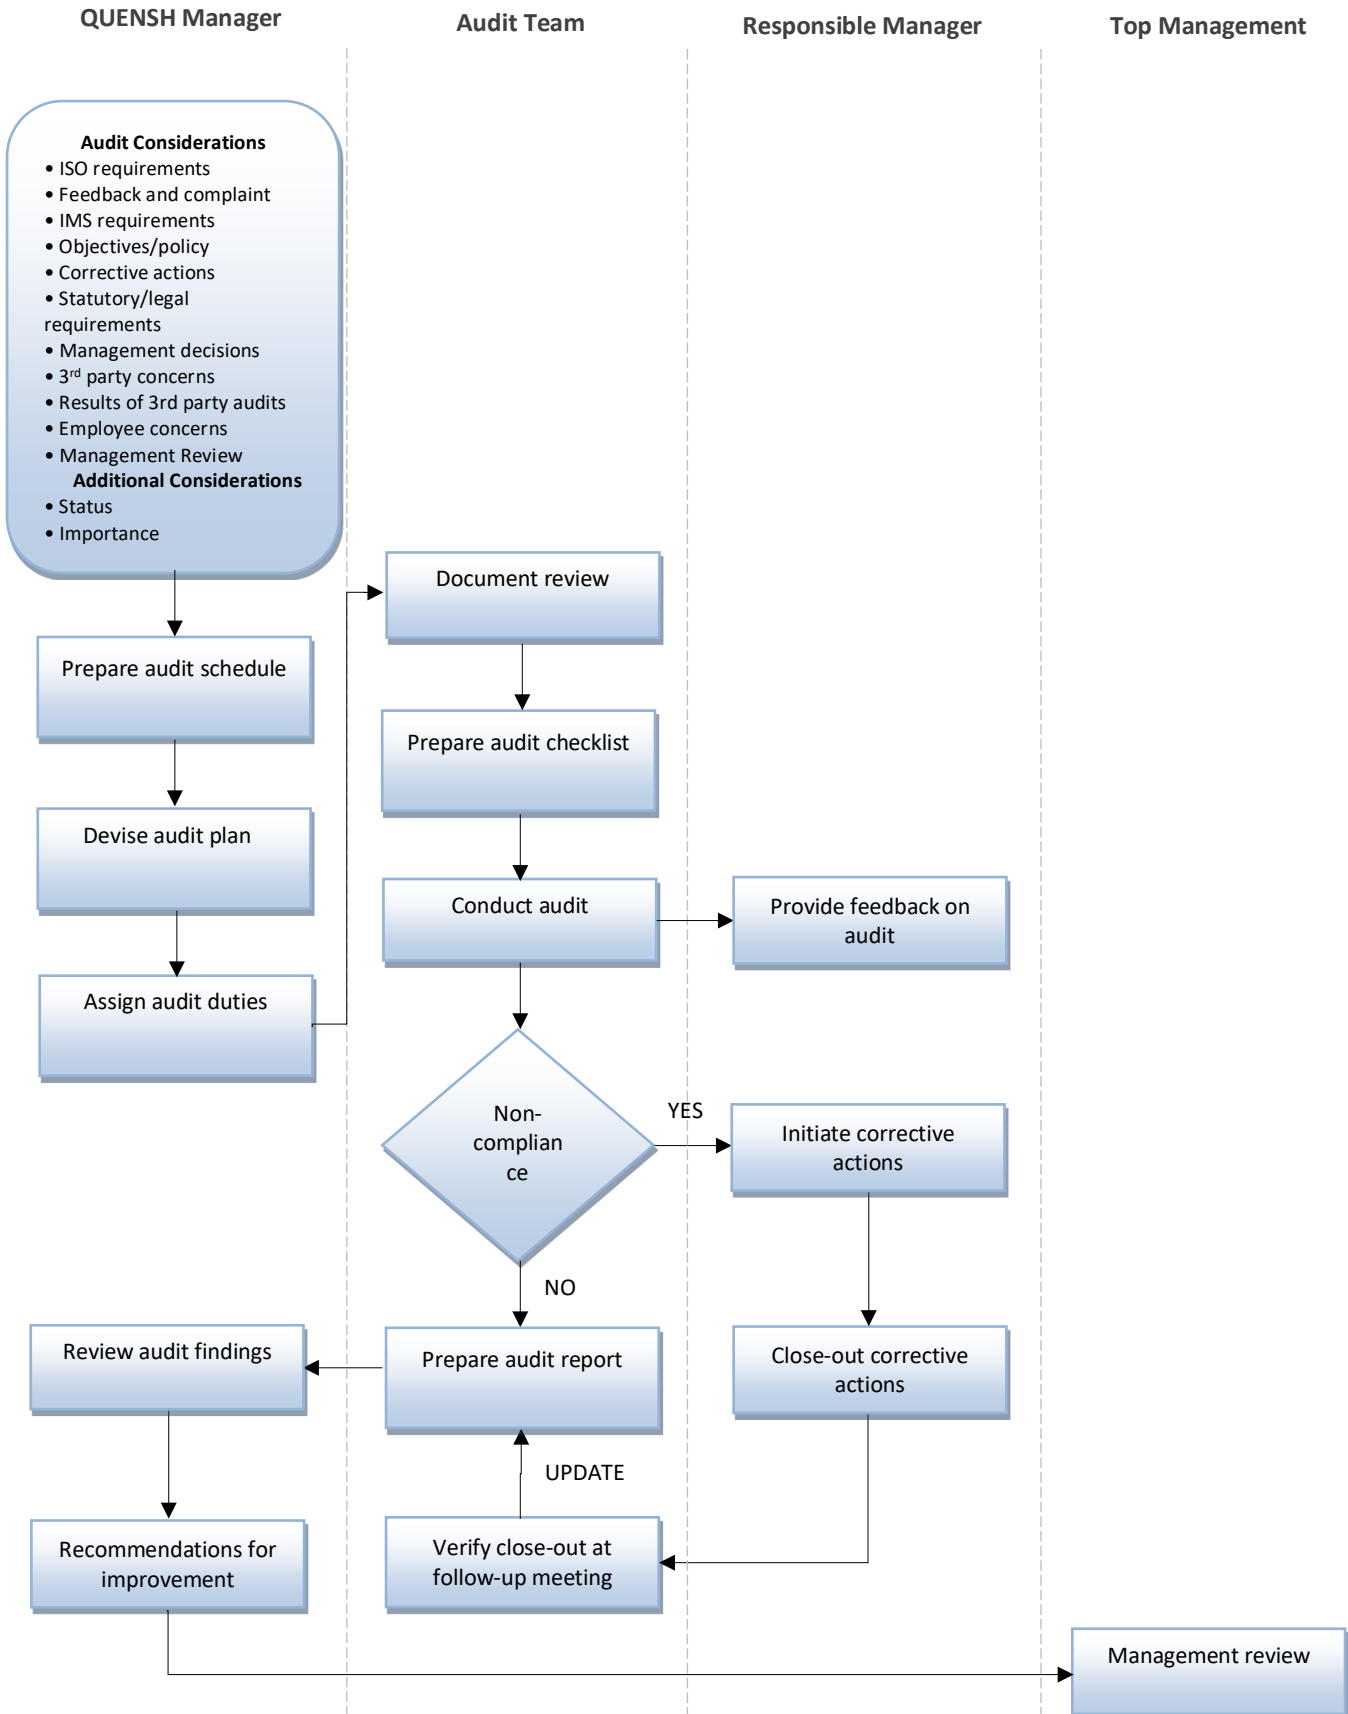 QUENSH Manager
Audit Team
Responsible Manager
Top Management
Audit Considerations
• ISO requirements
• Feedback and complaint
• IMS requirements
• Objectives/policy
• Corrective actions
• Statutory/legal
requirements
• Management decisions
• 3rd party concerns
• Results of 3rd party audits
• Employee concerns
• Management Review
Additional Considerations
• Status
• Importance
Document review
Prepare audit schedule
Prepare audit checklist
Devise audit plan
Conduct audit
Provide feedback on
audit
Assign audit duties
Non-
complian
ce
YES
Initiate corrective
actions
NO
Review audit findings
Prepare audit report
Close-out corrective
actions
UPDATE
Recommendations for
improvement
Verify close-out at
follow-up meeting
Management review